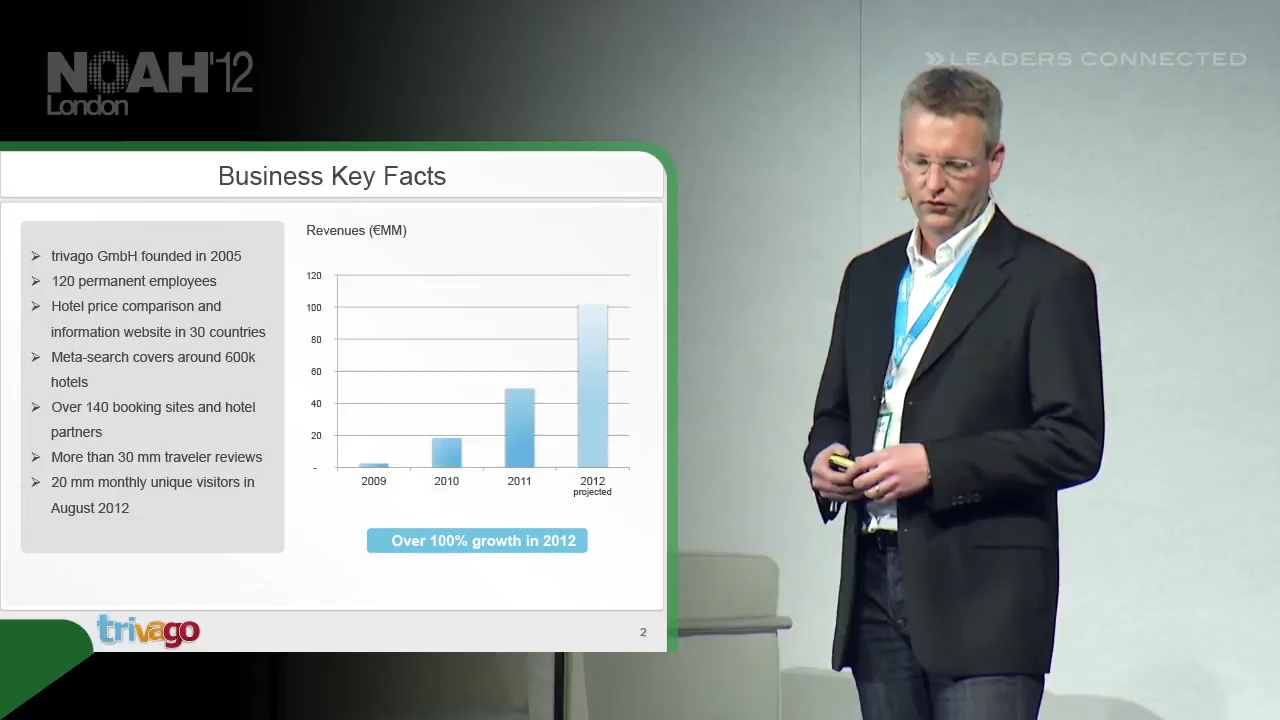 NOAH'12
London
»LEADERS CONNECTED
Business Key Facts
trivago GmbH founded in 2005
120 permanent employees
Hotel price comparison and
information website in 30 countries
Meta-search covers around 600k
hotels
Over 140 booking sites and hotel
partners
More than 30 mm traveler reviews
20 mm monthly unique visitors in
August 2012
Revenues (€MM)
120
100
80
60
40
20
-
2009 2010 2011 2012
projected
Over 100% growth in 2012
trivago
2